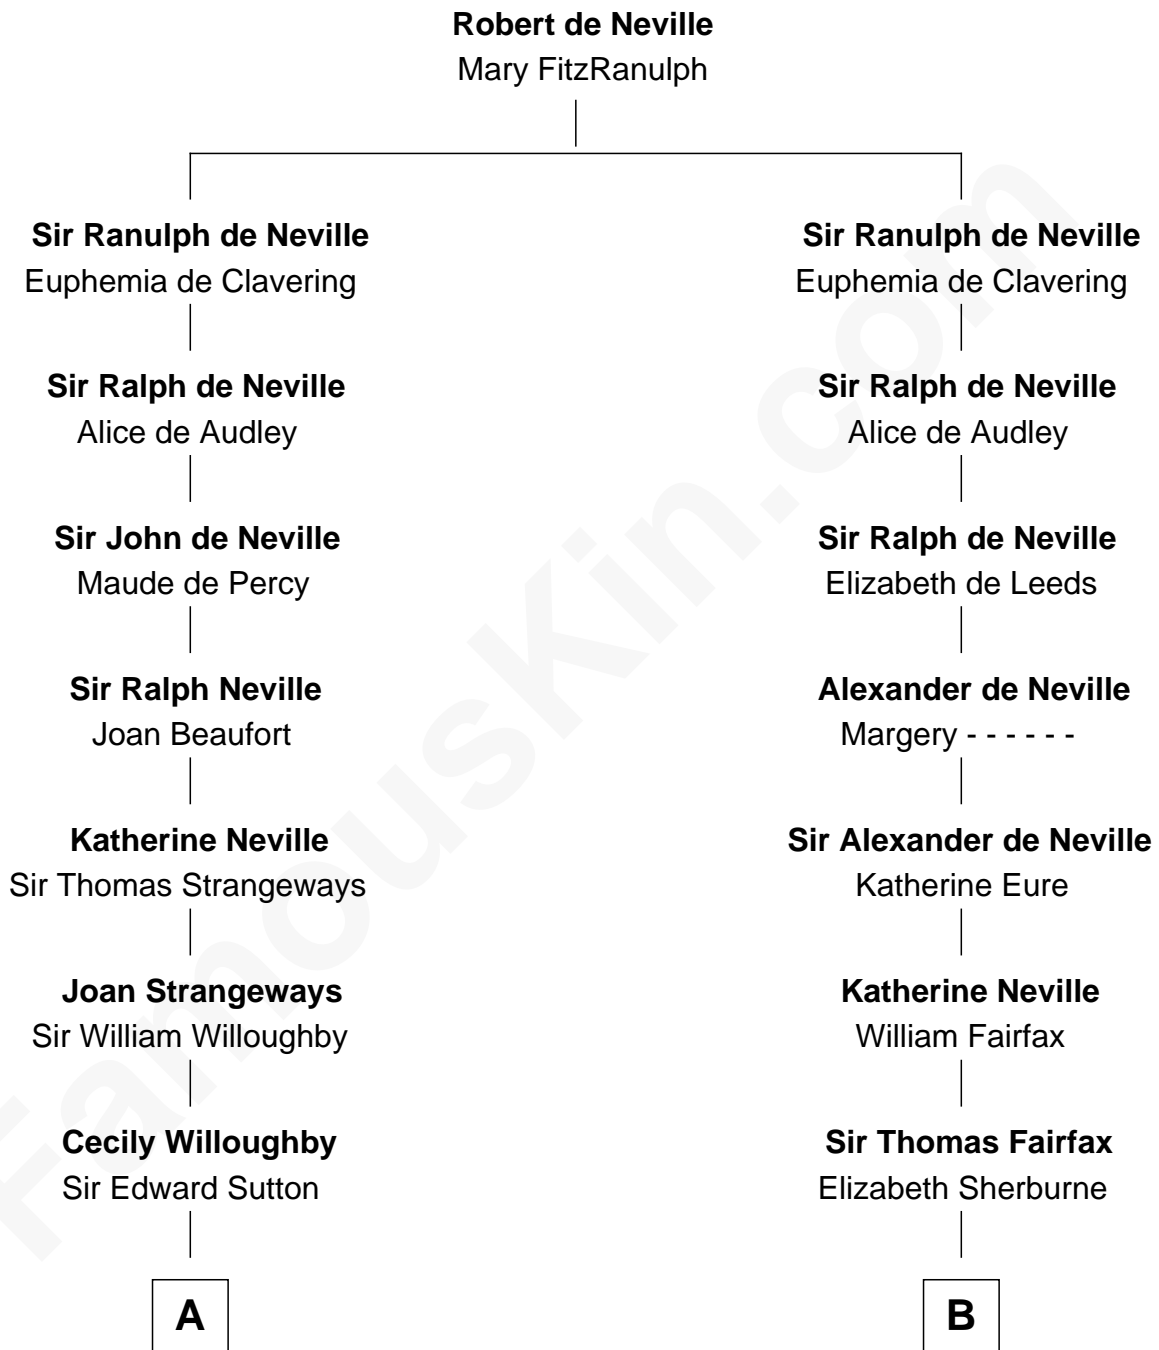 Robert de Neville
Mary FitzRanulph
Sir Ranulph de Neville
Euphemia de Clavering
Sir Ranulph de Neville
Euphemia de Clavering
Sir Ralph de Neville
Alice de Audley
Sir Ralph de Neville
Alice de Audley
Sir John de Neville
Maude de Percy
Sir Ralph de Neville
Elizabeth de Leeds
Sir Ralph Neville
Joan Beaufort
Alexander de Neville
Margery - - - - - -
Katherine Neville
Sir Thomas Strangeways
Sir Alexander de Neville
Katherine Eure
Joan Strangeways
Sir William Willoughby
Katherine Neville
William Fairfax
Cecily Willoughby
Sir Edward Sutton
Sir Thomas Fairfax
Elizabeth Sherburne
A
B
FamousKin.com